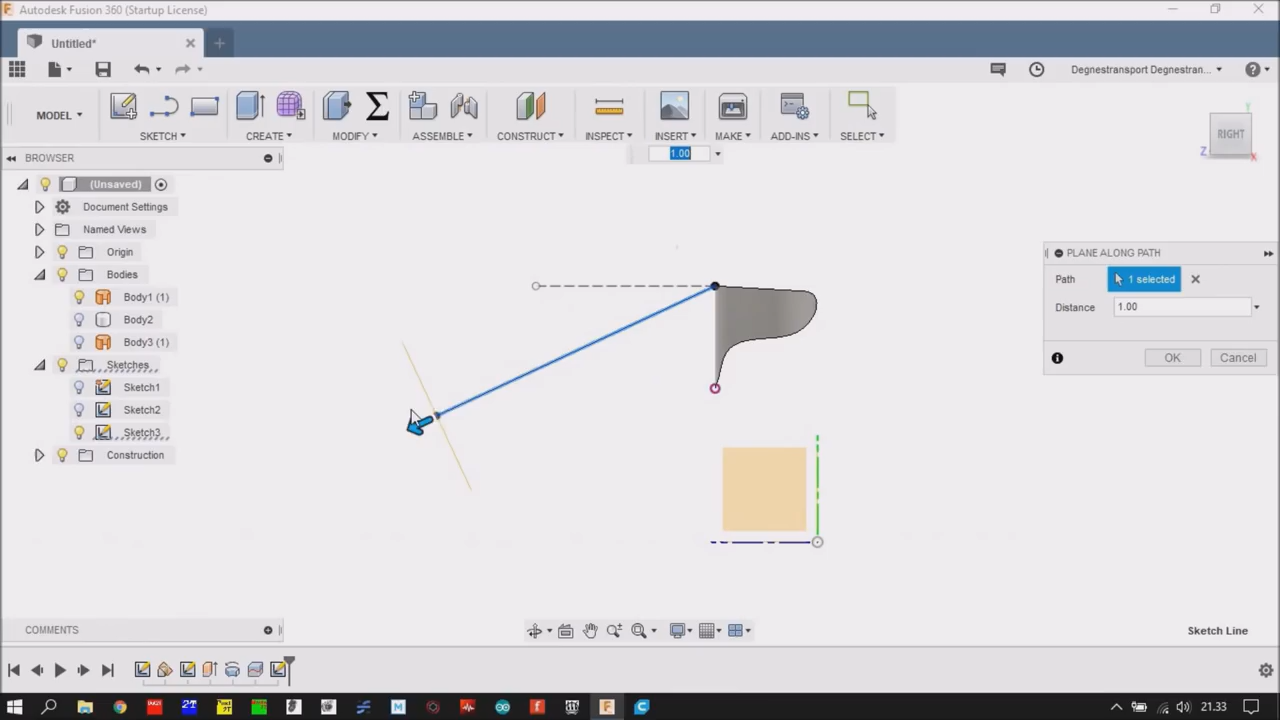 Autodesk Fusion 360 (Startup License)
Untitled*
Degnestransport Degnestran...
MODEL
SKETCH
CREATE
MODIFY
ASSEMBLE
CONSTRUCT
INSPECT
INSERT
MAKE
ADD-INS
SELECT
RIGHT
Y
Z
X
BROWSER
1.00
(Unsaved)
Document Settings
Named Views
Origin
Bodies
Body1 (1)
Body2
Body3 (1)
Sketches
Sketch1
Sketch2
Sketch3
Construction
PLANE ALONG PATH
Path 1 selected
Distance 1.00
OK Cancel
COMMENTS
Sketch Line
21.33